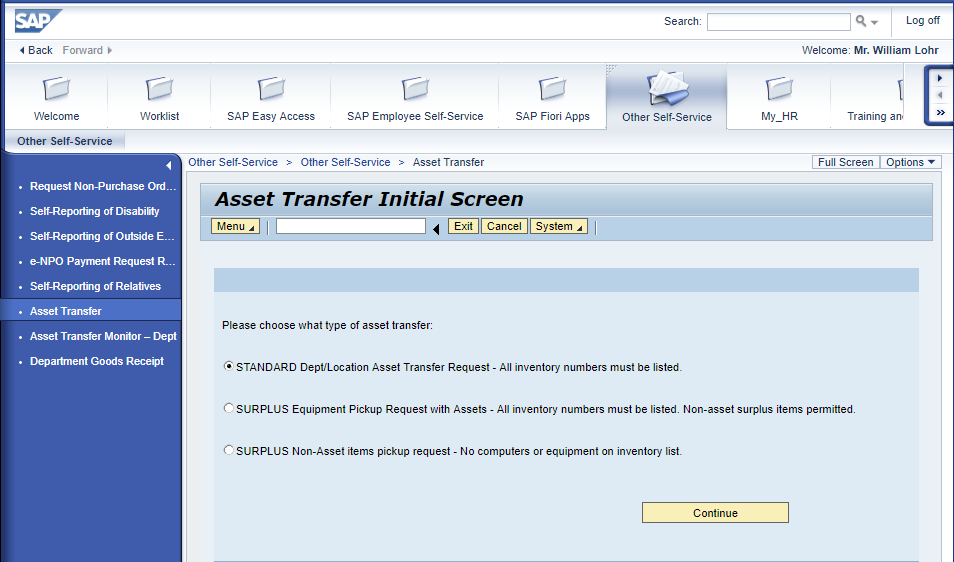 SAP
Search:
Log off
Back Forward
Welcome: Mr. William Lohr
Welcome
Worklist
SAP Easy Access
SAP Employee Self-Service
SAP Fiori Apps
Other Self-Service
My_HR
Training an
Other Self-Service
Request Non-Purchase Ord...
Self-Reporting of Disability
Self-Reporting of Outside E...
e-NPO Payment Request R...
Self-Reporting of Relatives
Asset Transfer
Asset Transfer Monitor – Dept
Department Goods Receipt
Other Self-Service > Other Self-Service > Asset Transfer
Full Screen
Options
Asset Transfer Initial Screen
Menu
Exit
Cancel
System
Please choose what type of asset transfer:
STANDARD Dept/Location Asset Transfer Request - All inventory numbers must be listed.
SURPLUS Equipment Pickup Request with Assets - All inventory numbers must be listed. Non-asset surplus items permitted.
SURPLUS Non-Asset items pickup request - No computers or equipment on inventory list.
Continue